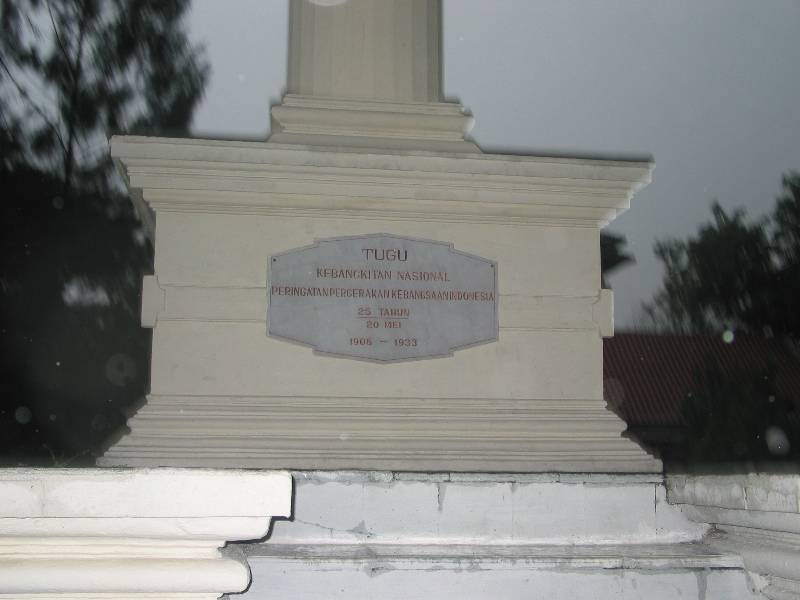 TUGU
KEBANGKITAN NASIONAL
PERINGATAN PERGERAKAN KEBANGSAAN INDONESIA
25 TAHUN
20 MEI
1908 – 1933